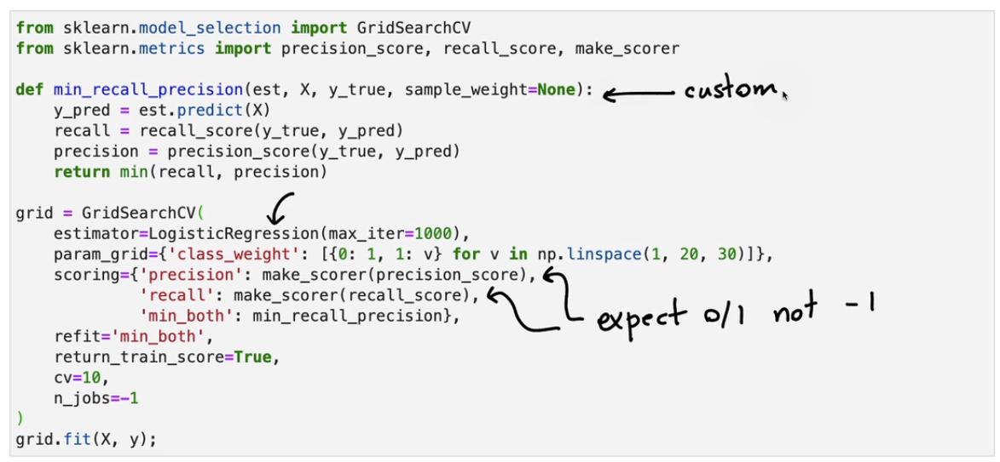 from sklearn.model_selection import GridSearchCV
from sklearn.metrics import precision_score, recall_score, make_scorer
def min_recall_precision(est, X, y_true, sample_weight=None): custom.
    y_pred = est.predict(X)
    recall = recall_score(y_true, y_pred)
    precision = precision_score(y_true, y_pred)
    return min(recall, precision)
grid = GridSearchCV(
    estimator=LogisticRegression(max_iter=1000),
    param_grid={'class_weight': [{0: 1, 1: v} for v in np.linspace(1, 20, 30)]},
    scoring={'precision': make_scorer(precision_score),
             'recall': make_scorer(recall_score),
             'min_both': min_recall_precision},
expect 0/1 not -1
    refit='min_both',
    return_train_score=True,
    cv=10,
    n_jobs=-1
)
grid.fit(X, y);